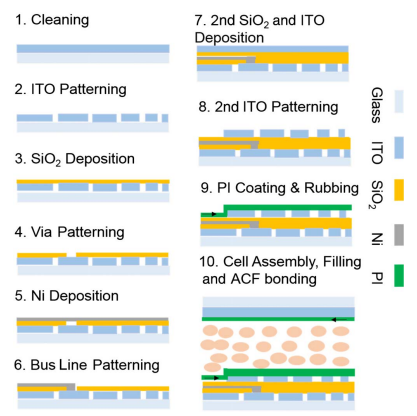 1. Cleaning
2. ITO Patterning
3. SiO₂ Deposition
4. Via Patterning
5. Ni Deposition
6. Bus Line Patterning
7. 2nd SiO₂ and ITO
Deposition
8. 2nd ITO Patterning
9. PI Coating & Rubbing
10. Cell Assembly, Filling
and ACF bonding
Glass
ITO
SiO₂
Ni
PI